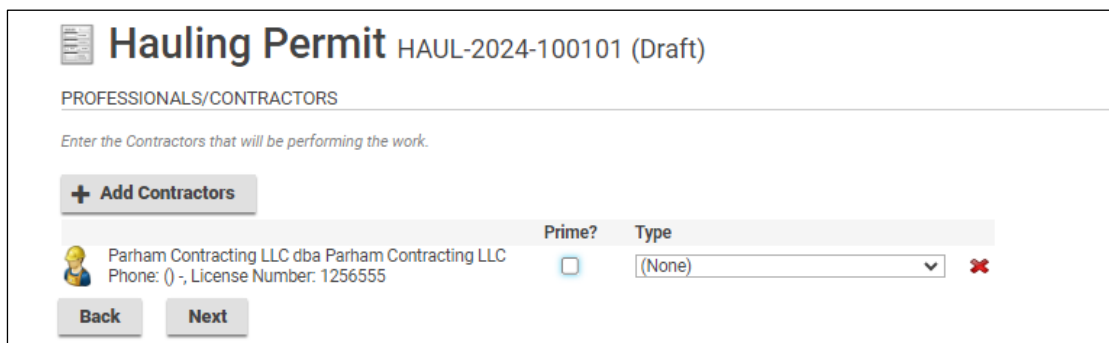 Hauling Permit HAUL-2024-100101 (Draft)
PROFESSIONALS/CONTRACTORS
Enter the Contractors that will be performing the work.
+ Add Contractors
Prime? Type
Parham Contracting LLC dba Parham Contracting LLC
Phone: () -, License Number: 1256555
(None)
Back Next